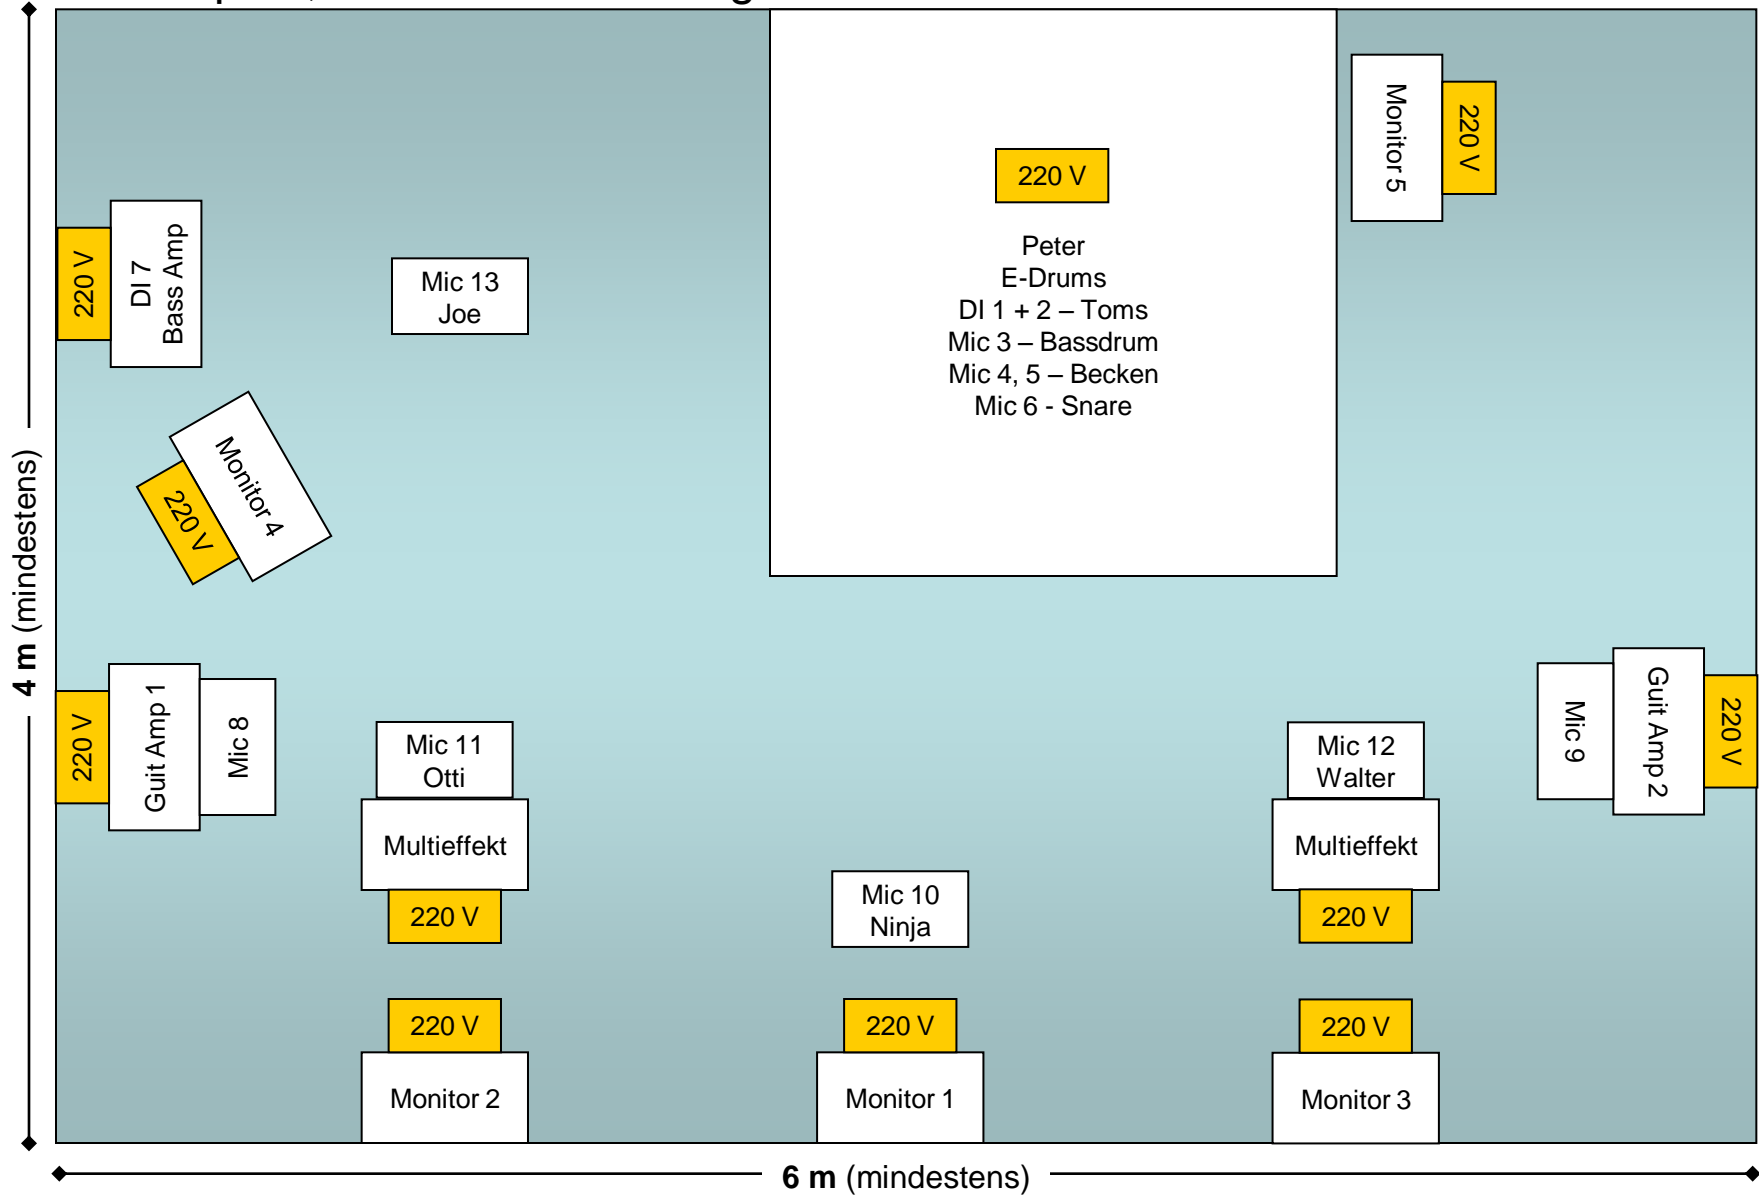 220 V
Monitor 5
220 V
Peter
E-Drums
DI 1 + 2 – Toms
Mic 3 – Bassdrum
Mic 4, 5 – Becken
Mic 6 - Snare
220 V
DI 7
Bass Amp
Mic 13
Joe
Monitor 4
220 V
4 m (mindestens)
220 V
Guit Amp 1
Mic 8
Mic 11
Otti
Multieffekt
220 V
Mic 12
Walter
Multieffekt
220 V
Mic 9
Guit Amp 2
220 V
Mic 10
Ninja
220 V
Monitor 2
220 V
Monitor 1
220 V
Monitor 3
6 m (mindestens)